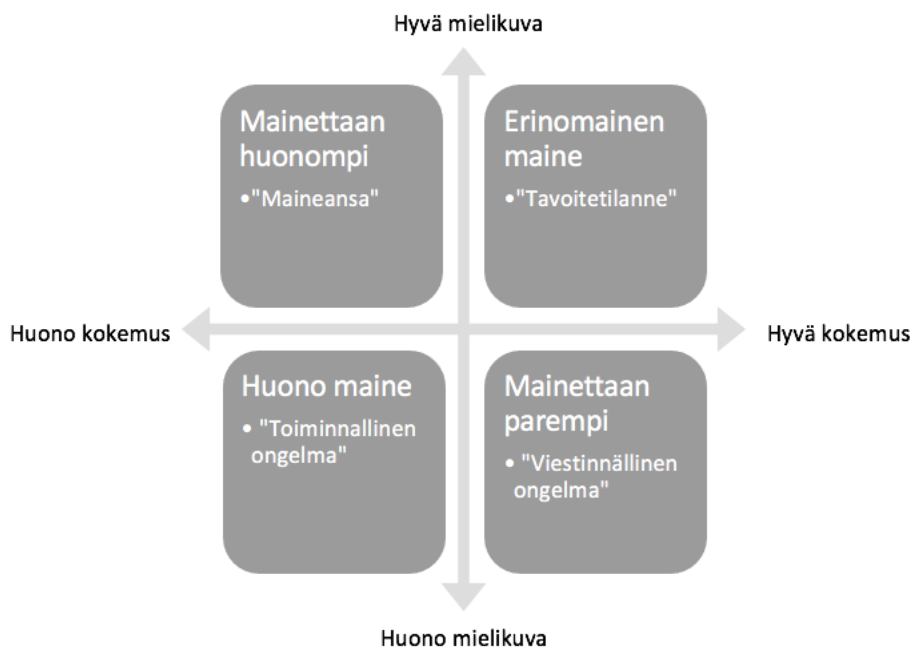 Hyvä mielikuva
Mainettaan
huonompi
•"Maineansa"
Erinomainen
maine
•"Tavoitetilanne"
Huono kokemus
Hyvä kokemus
Huono maine
• "Toiminnallinen
ongelma"
Mainettaan
parempi
• "Viestinnällinen
ongelma"
Huono mielikuva